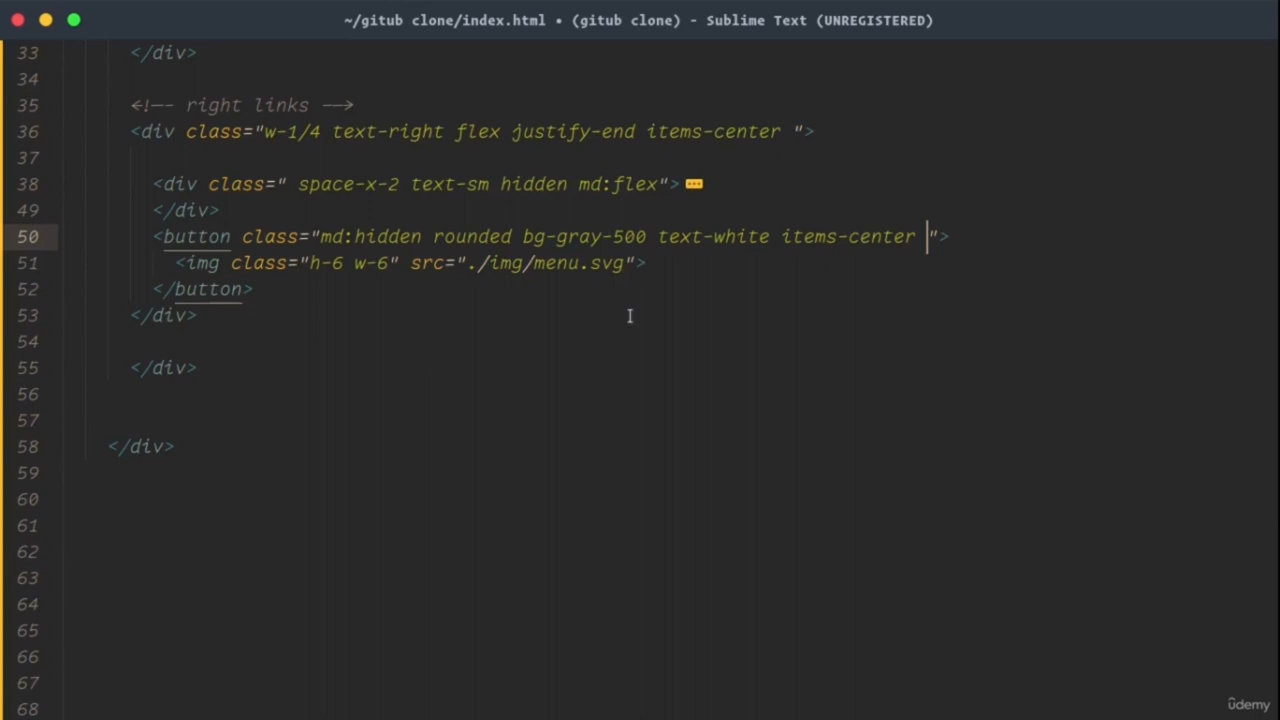 ~/gitub clone/index.html • (gitub clone) - Sublime Text (UNREGISTERED)
33 </div>
34
35 <!-- right links -->
36 <div class="w-1/4 text-right flex justify-end items-center ">
37
38 <div class=" space-x-2 text-sm hidden md:flex">
49 </div>
50 <button class="md:hidden rounded bg-gray-500 text-white items-center ">
51 <img class="h-6 w-6" src="./img/menu.svg">
52 </button>
53 </div>
54
55 </div>
56
57
58 </div>
59
60
61
62
63
64
65
66
67
68
ûdemy